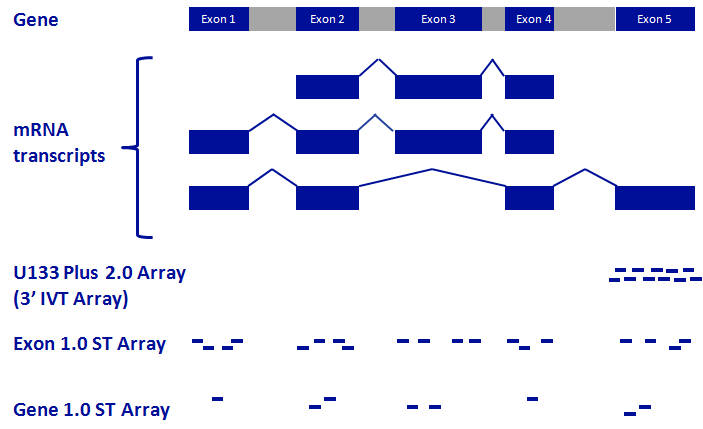 Gene
Exon 1
Exon 2
Exon 3
Exon 4
Exon 5
mRNA
transcripts
U133 Plus 2.0 Array
(3’ IVT Array)
Exon 1.0 ST Array
Gene 1.0 ST Array